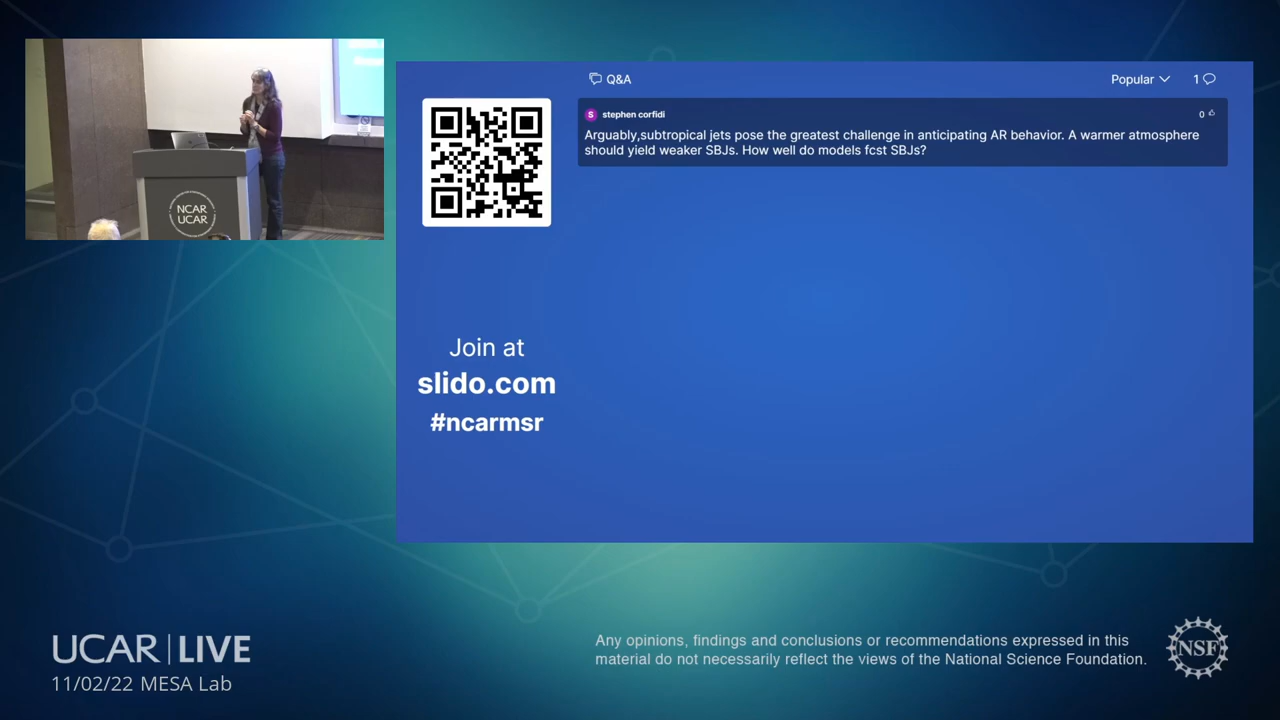 NCAR
UCAR
Q&A
Popular
1
S
stephen corfidi
0
Arguably,subtropical jets pose the greatest challenge in anticipating AR behavior. A warmer atmosphere
should yield weaker SBJs. How well do models fcst SBJs?
Join at
slido.com
#ncarmsr
UCAR | LIVE
11/02/22 MESA Lab
Any opinions, findings and conclusions or recommendations expressed in this
material do not necessarily reflect the views of the National Science Foundation.
NSF